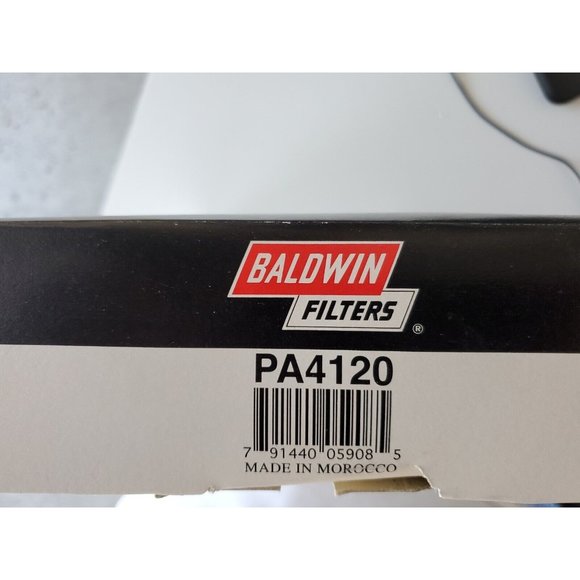 BALDWIN
FILTERS
®
PA4120
7 91440 05908 5
MADE IN MOROCCO